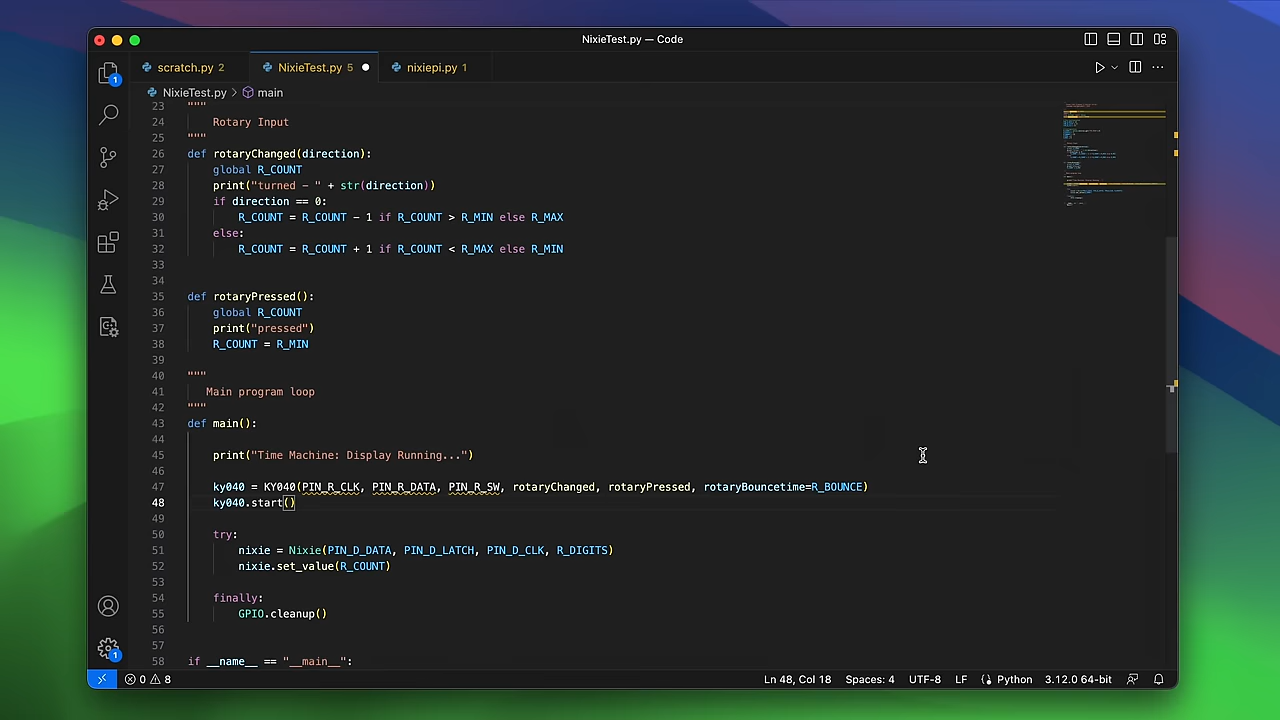 NixieTest.py — Code
scratch.py 2
NixieTest.py 5
nixiepi.py 1
NixieTest.py > main
23 """
24 Rotary Input
25 """
26 def rotaryChanged(direction):
27 global R_COUNT
28 print("turned - " + str(direction))
29 if direction == 0:
30 R_COUNT = R_COUNT - 1 if R_COUNT > R_MIN else R_MAX
31 else:
32 R_COUNT = R_COUNT + 1 if R_COUNT < R_MAX else R_MIN
33
34
35 def rotaryPressed():
36 global R_COUNT
37 print("pressed")
38 R_COUNT = R_MIN
39
40 """
41 Main program loop
42 """
43 def main():
44
45 print("Time Machine: Display Running...")
46
47 ky040 = KY040(PIN_R_CLK, PIN_R_DATA, PIN_R_SW, rotaryChanged, rotaryPressed, rotaryBouncetime=R_BOUNCE)
48 ky040.start()
49
50 try:
51 nixie = Nixie(PIN_D_DATA, PIN_D_LATCH, PIN_D_CLK, R_DIGITS)
52 nixie.set_value(R_COUNT)
53
54 finally:
55 GPIO.cleanup()
56
57
58 if __name__ == "__main__":
1
1
0 8
Ln 48, Col 18 Spaces: 4 UTF-8 LF Python 3.12.0 64-bit